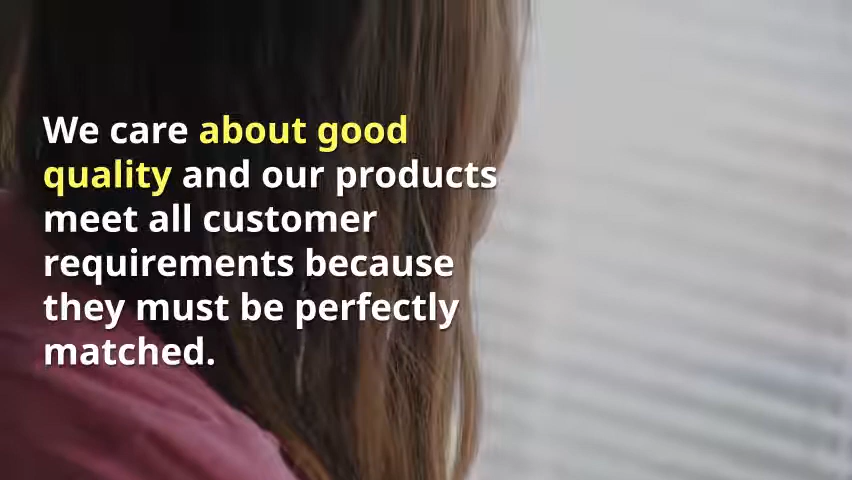 We care about good
quality and our products
meet all customer
requirements because
they must be perfectly
matched.